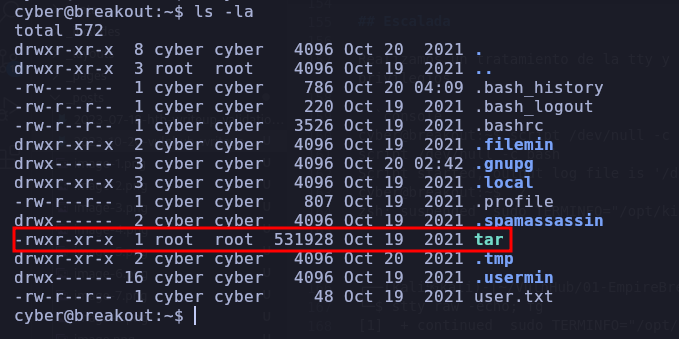 cyber@breakout:~$ ls -la
total 572
drwxr-xr-x  8 cyber cyber   4096 Oct 20  2021 .
drwxr-xr-x  3 root  root    4096 Oct 19  2021 ..
-rw-------  1 cyber cyber    786 Oct 20 04:09 .bash_history
-rw-r--r--  1 cyber cyber    220 Oct 19  2021 .bash_logout
-rw-r--r--  1 cyber cyber   3526 Oct 19  2021 .bashrc
drwxr-xr-x  2 cyber cyber   4096 Oct 19  2021 .filemin
drwx------  3 cyber cyber   4096 Oct 20 02:42 .gnupg
drwxr-xr-x  3 cyber cyber   4096 Oct 19  2021 .local
-rw-r--r--  1 cyber cyber    807 Oct 19  2021 .profile
drwx------  2 cyber cyber   4096 Oct 19  2021 .spamassassin
-rwxr-xr-x  1 root  root  531928 Oct 19  2021 tar
drwxr-xr-x  2 cyber cyber   4096 Oct 20  2021 .tmp
drwx------ 16 cyber cyber   4096 Oct 19  2021 .usermin
-rw-r--r--  1 cyber cyber     48 Oct 19  2021 user.txt
cyber@breakout:~$